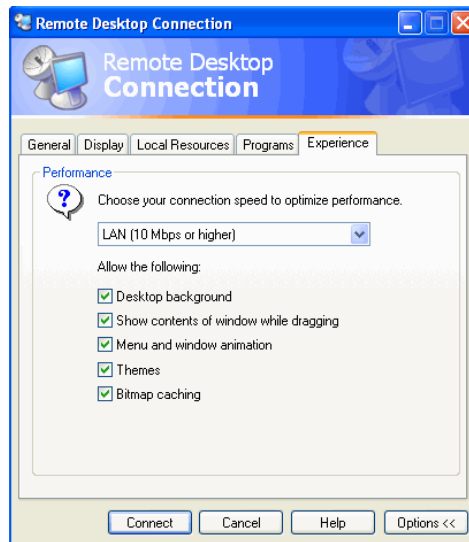 Remote Desktop Connection
Remote Desktop
Connection
General Display Local Resources Programs Experience
Performance
Choose your connection speed to optimize performance.
LAN (10 Mbps or higher)
Allow the following:
Desktop background
Show contents of window while dragging
Menu and window animation
Themes
Bitmap caching
Connect Cancel Help Options <<